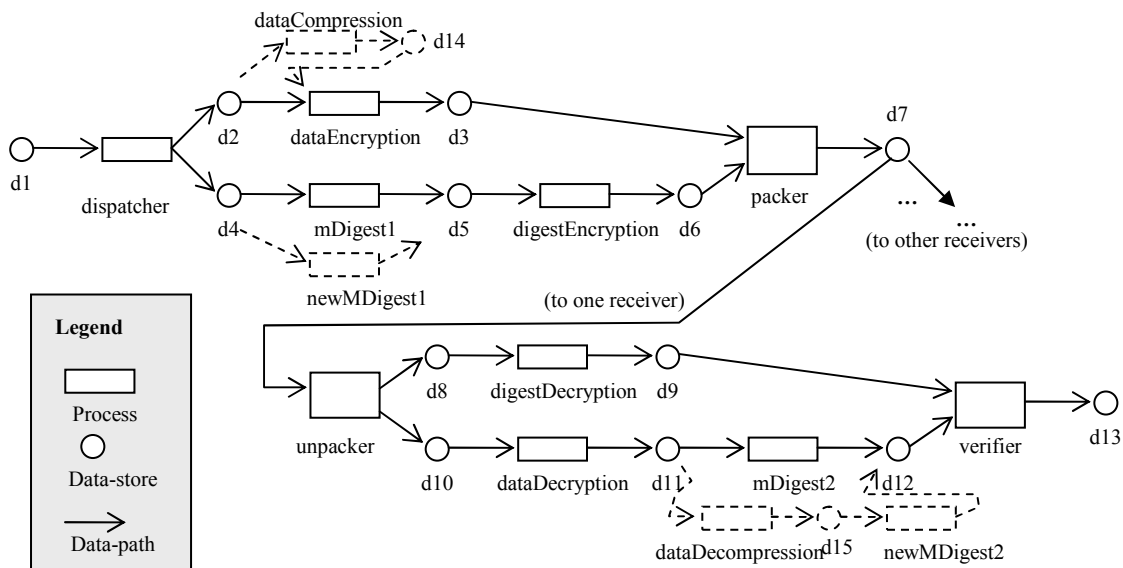 dataCompression
d14
d2
dataEncryption
d3
d7
d1
dispatcher
packer
d4
mDigest1
d5
digestEncryption
d6
...
...
(to other receivers)
newMDigest1
(to one receiver)
Legend
Process
Data-store
Data-path
d8
digestDecryption
d9
unpacker
verifier
d13
d10
dataDecryption
d11
mDigest2
d12
dataDecompression
d15
newMDigest2